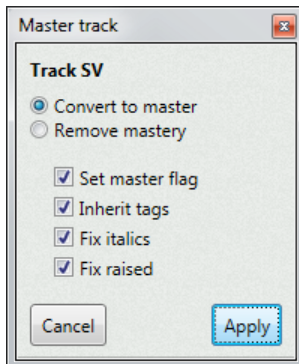 Master track
Track SV
Convert to master
Remove mastery
Set master flag
Inherit tags
Fix italics
Fix raised
Cancel
Apply